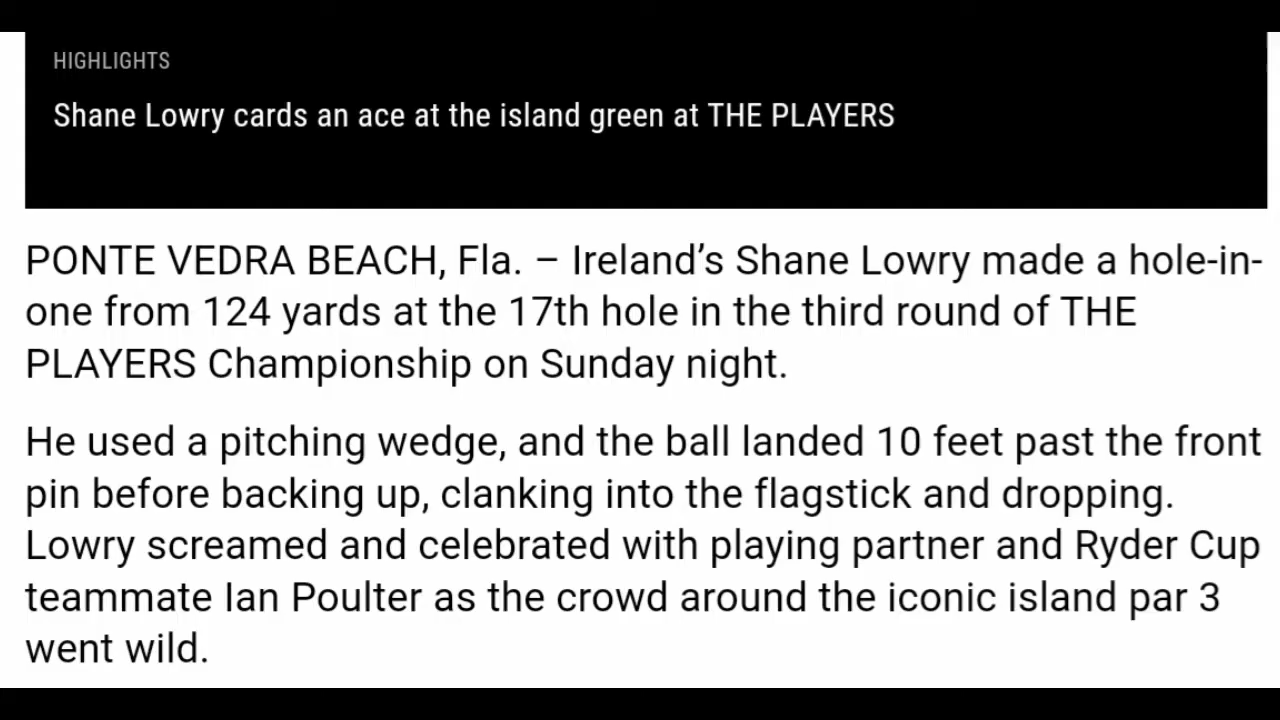 HIGHLIGHTS
Shane Lowry cards an ace at the island green at THE PLAYERS
PONTE VEDRA BEACH, Fla. – Ireland’s Shane Lowry made a hole-in-
one from 124 yards at the 17th hole in the third round of THE
PLAYERS Championship on Sunday night.
He used a pitching wedge, and the ball landed 10 feet past the front
pin before backing up, clanking into the flagstick and dropping.
Lowry screamed and celebrated with playing partner and Ryder Cup
teammate Ian Poulter as the crowd around the iconic island par 3
went wild.